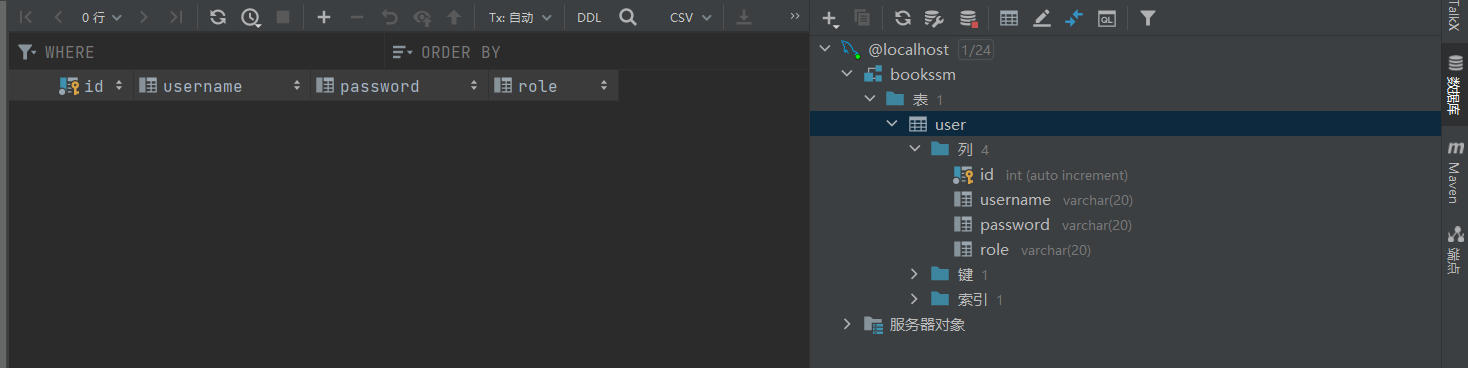 0 行
Tx: 自动
DDL
CSV
WHERE
ORDER BY
id
username
password
role
@localhost 1/24
bookssm
表 1
user
列 4
id int (auto increment)
username varchar(20)
password varchar(20)
role varchar(20)
键 1
索引 1
服务器对象
QL
TalkX
数据库
m Maven
端点